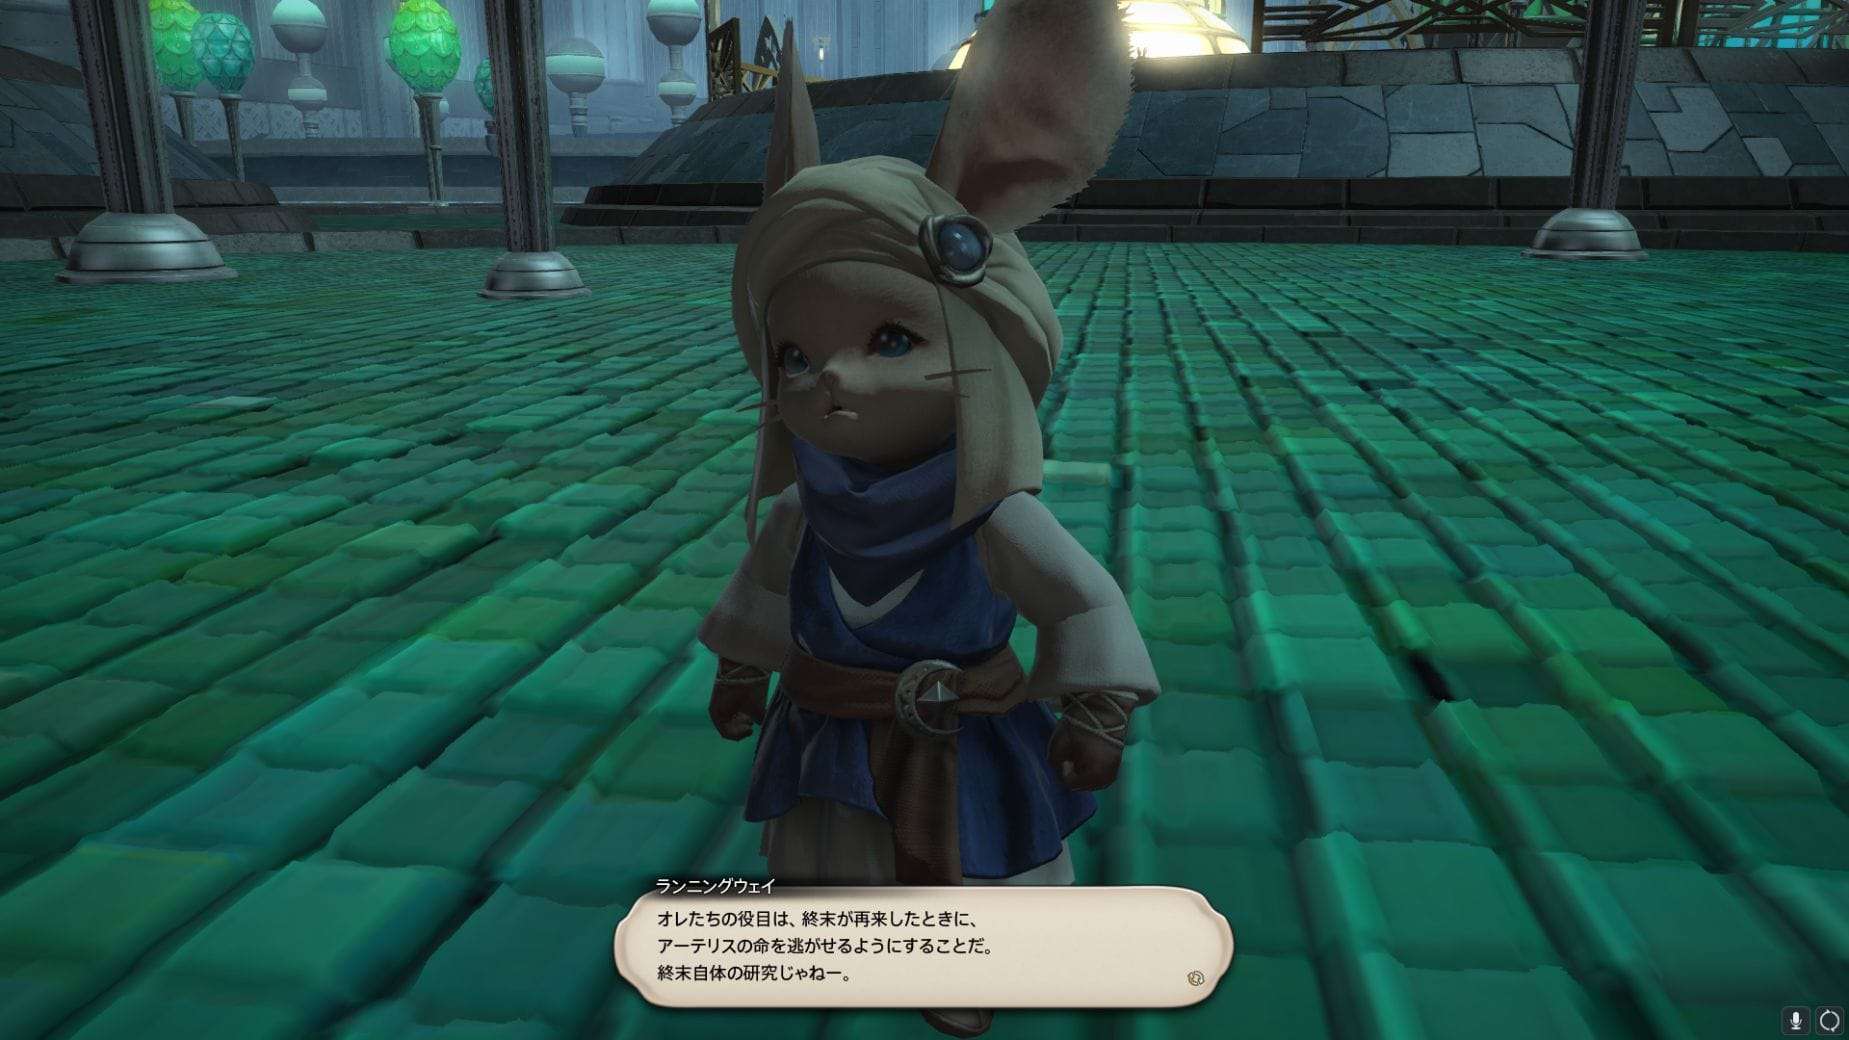 ランニングウェイ
オレたちの役目は、終末が再来したときに、
アーテリスの命を逃がせるようにすることだ。
終末自体の研究じゃねー。